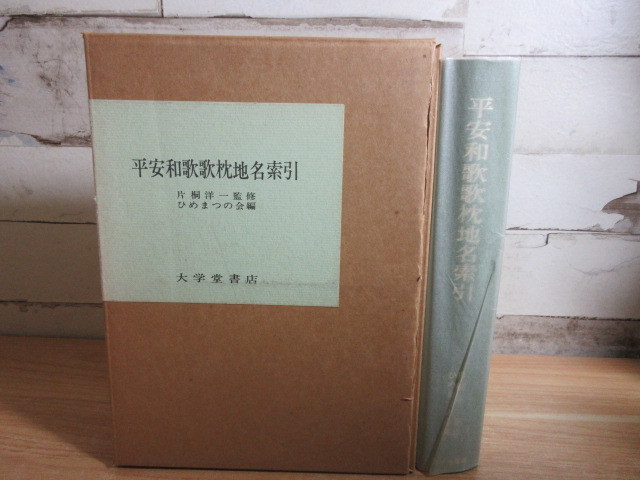 平安和歌歌枕地名索引
片桐洋一監修
ひめまつの会編
大学堂書店
平安和歌歌枕地名索引